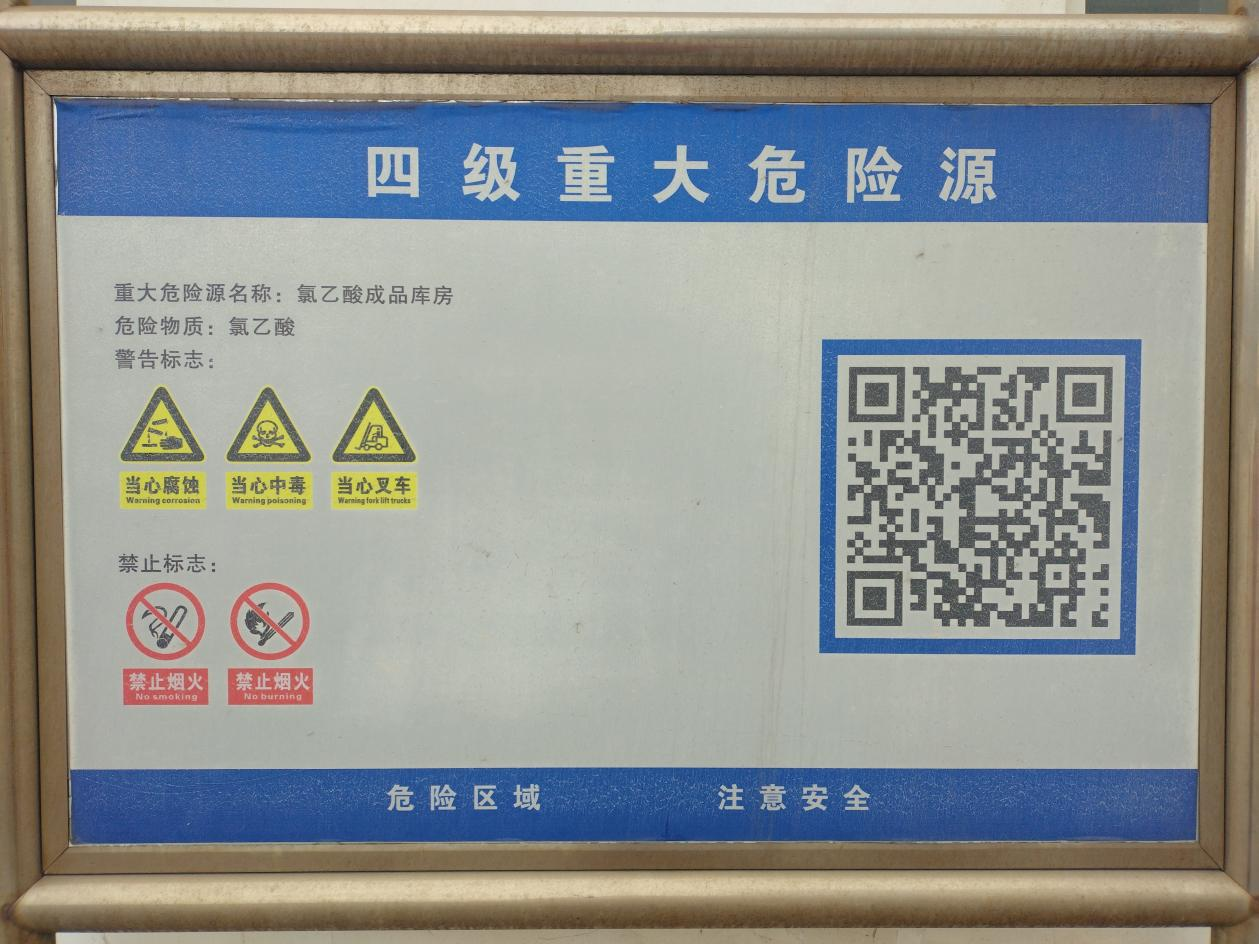 四级重大危险源
重大危险源名称：氯乙酸成品库房
危险物质：氯乙酸
警告标志：
当心腐蚀 当心中毒 当心叉车
Warning corrosion Warning poisoning Warning fork lift trucks
禁止标志：
禁止烟火 禁止烟火
No smoking No burning
危险区域 注意安全